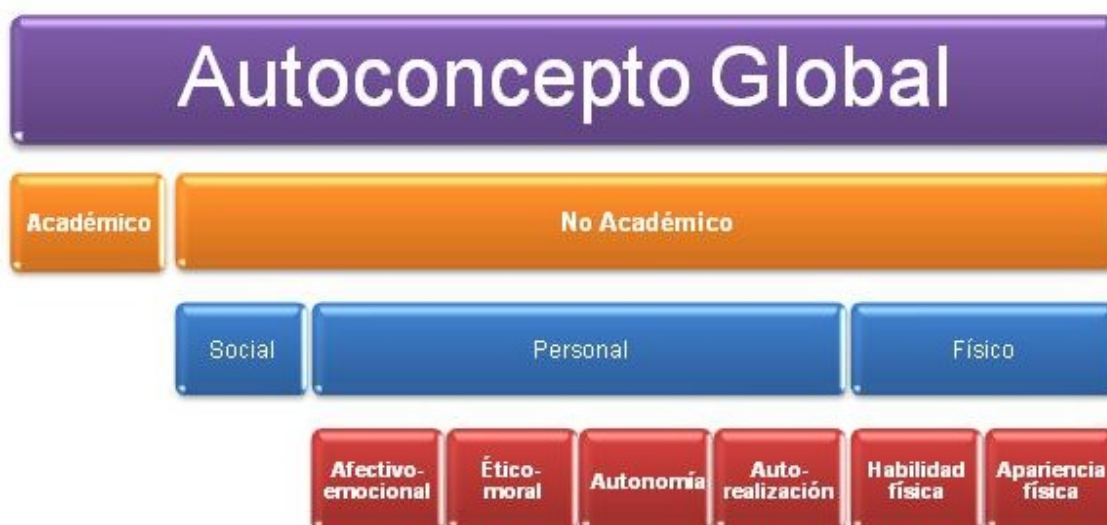 Autoconcepto Global
Académico
No Académico
Social
Personal
Físico
Afectivo-
emocional
Ético-
moral
Autonomía
Auto-
realización
Habilidad
física
Apariencia
física